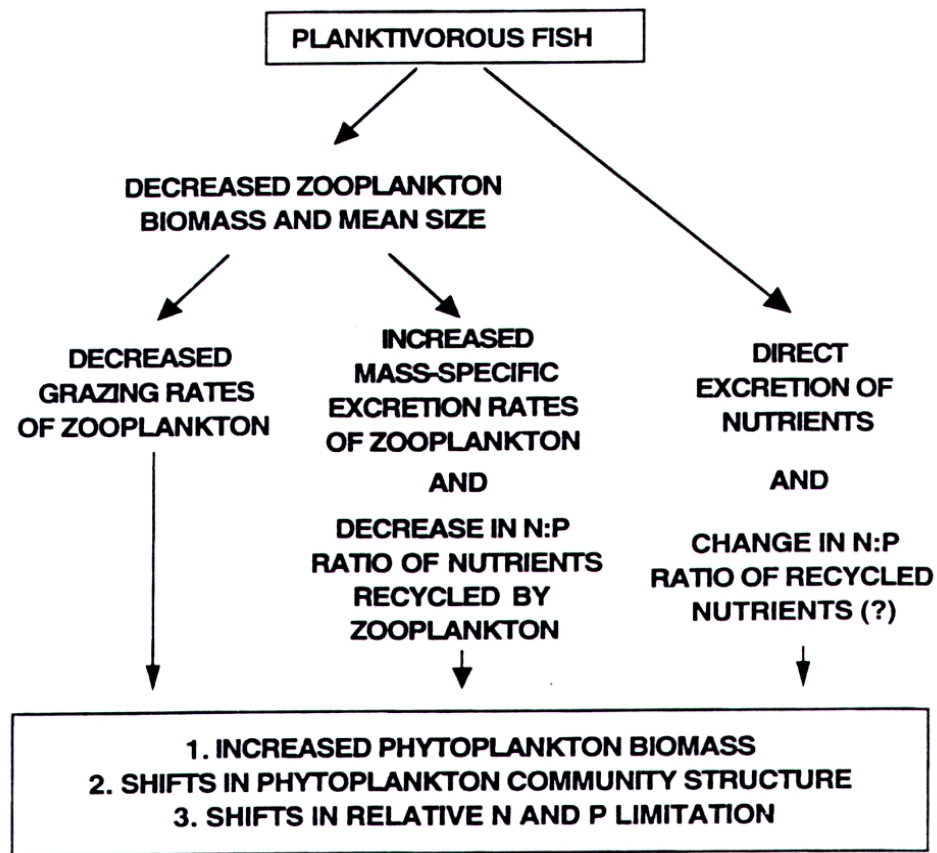 PLANKTIVOROUS FISH
DECREASED ZOOPLANKTON
BIOMASS AND MEAN SIZE
DECREASED
GRAZING RATES
OF ZOOPLANKTON
INCREASED
MASS-SPECIFIC
EXCRETION RATES
OF ZOOPLANKTON
AND
DECREASE IN N:P
RATIO OF NUTRIENTS
RECYCLED BY
ZOOPLANKTON
DIRECT
EXCRETION OF
NUTRIENTS
AND
CHANGE IN N:P
RATIO OF RECYCLED
NUTRIENTS (?)
1. INCREASED PHYTOPLANKTON BIOMASS
2. SHIFTS IN PHYTOPLANKTON COMMUNITY STRUCTURE
3. SHIFTS IN RELATIVE N AND P LIMITATION